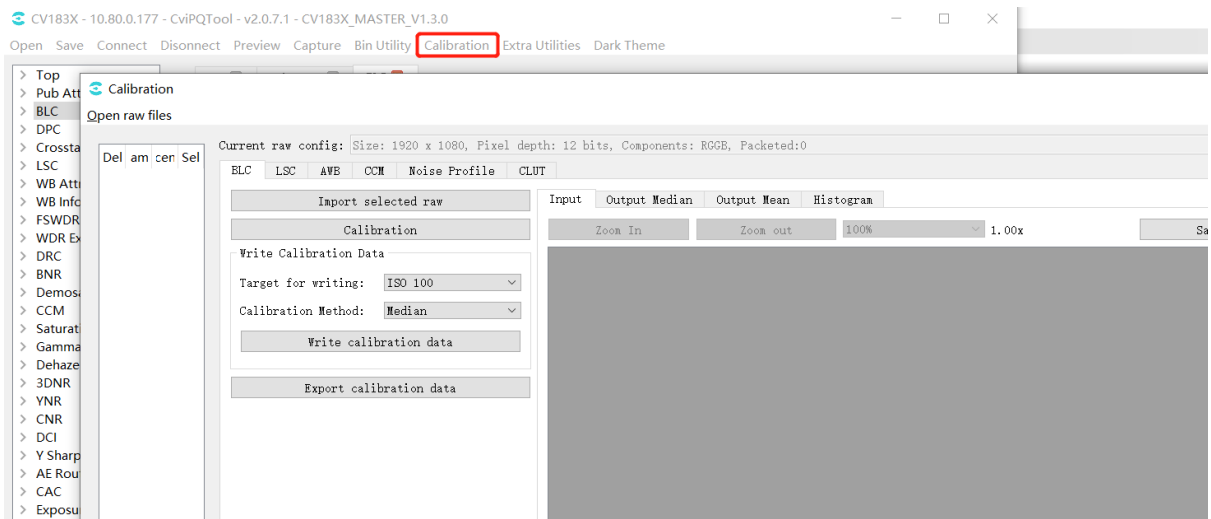 CV183X - 10.80.0.177 - CviPQTool - v2.0.7.1 - CV183X_MASTER_V1.3.0
Open Save Connect Disonnect Preview Capture Bin Utility Calibration Extra Utilities Dark Theme
Top
Pub Att
BLC
DPC
Crossta
LSC
WB Attr
WB Info
FSWDR
WDR Ex
DRC
BNR
Demosa
CCM
Saturat
Gamma
Dehaze
3DNR
YNR
CNR
DCI
Y Sharp
AE Rou
CAC
Exposu
Calibration
Open raw files
Del am cen Sel
Current raw config: Size: 1920 x 1080, Pixel depth: 12 bits, Components: RGGB, Packeted:0
BLC LSC AWB CCM Noise Profile CLUT
Import selected raw
Calibration
Write Calibration Data
Target for writing: ISO 100
Calibration Method: Median
Write calibration data
Export calibration data
Input Output Median Output Mean Histogram
Zoom In Zoom out 100% 1.00x Sa